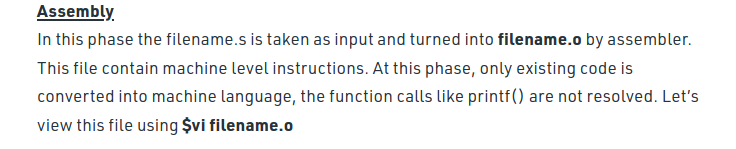 Assembly
In this phase the filename.s is taken as input and turned into filename.o by assembler.
This file contain machine level instructions. At this phase, only existing code is
converted into machine language, the function calls like printf() are not resolved. Let’s
view this file using $vi filename.o